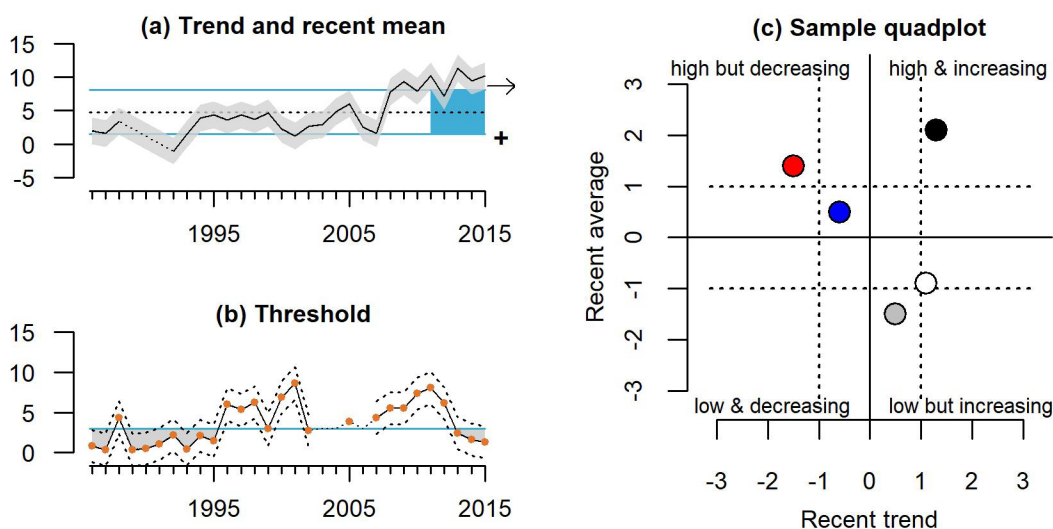 (a) Trend and recent mean
15
10
5
0
-5
+
1995 2005 2015
(b) Threshold
15
10
5
0
1995 2005 2015
(c) Sample quadplot
high but decreasing high & increasing
3
2
1
0
-1
-2
-3
Recent average
low & decreasing low but increasing
-3 -2 -1 0 1 2 3
Recent trend